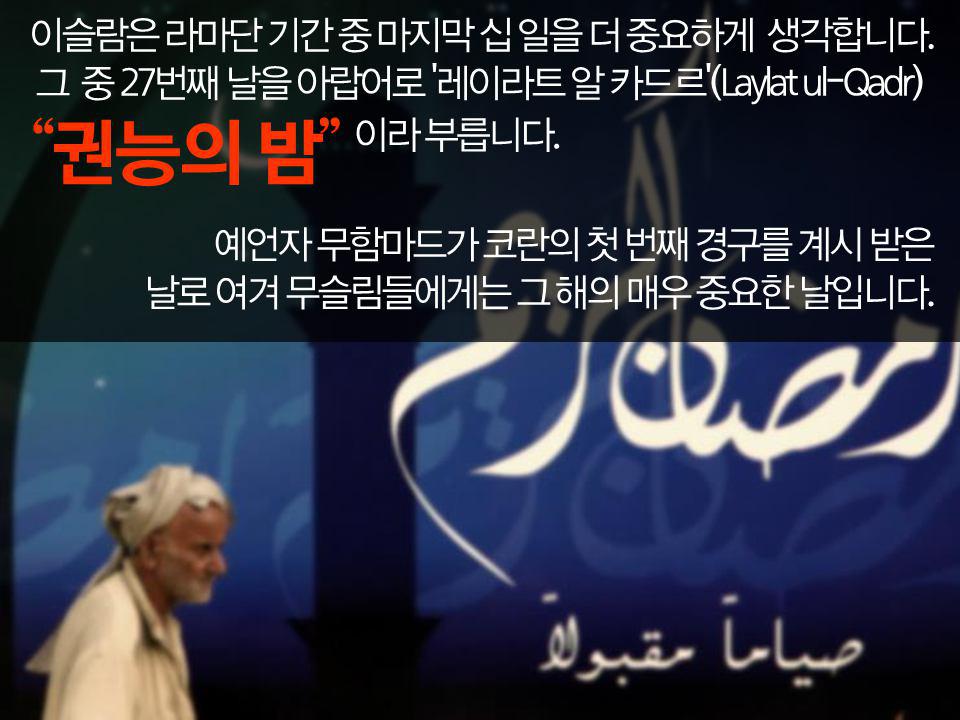 이슬람은 라마단 기간 중 마지막 십 일을 더 중요하게 생각합니다.
그 중 27번째 날을 아랍어로 '레이라트 알 카드르'(Laylat ul-Qadr)
“권능의 밤” 이라 부릅니다.
예언자 무함마드가 코란의 첫 번째 경구를 계시 받은
날로 여겨 무슬림들에게는 그 해의 매우 중요한 날입니다.
رمضان كريم
صياماً مقبولاً